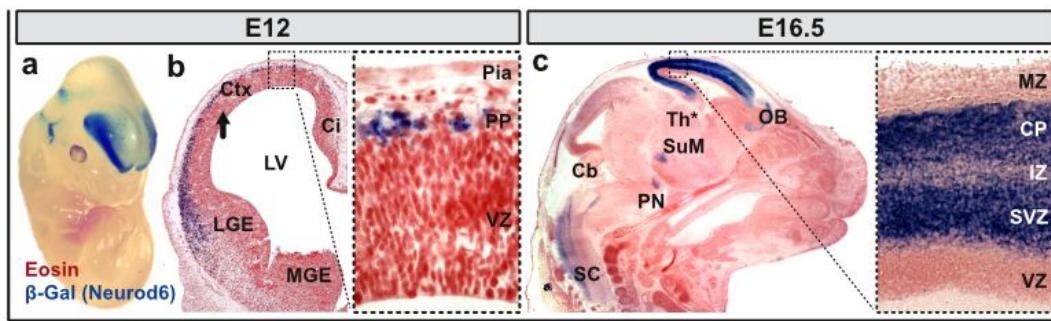 E12
E16.5
a
b
c
Ctx
Ci
LV
LGE
MGE
Eosin
β-Gal (Neurod6)
Pia
PP
VZ
Th*
SuM
OB
Cb
PN
SC
MZ
CP
IZ
SVZ
VZ